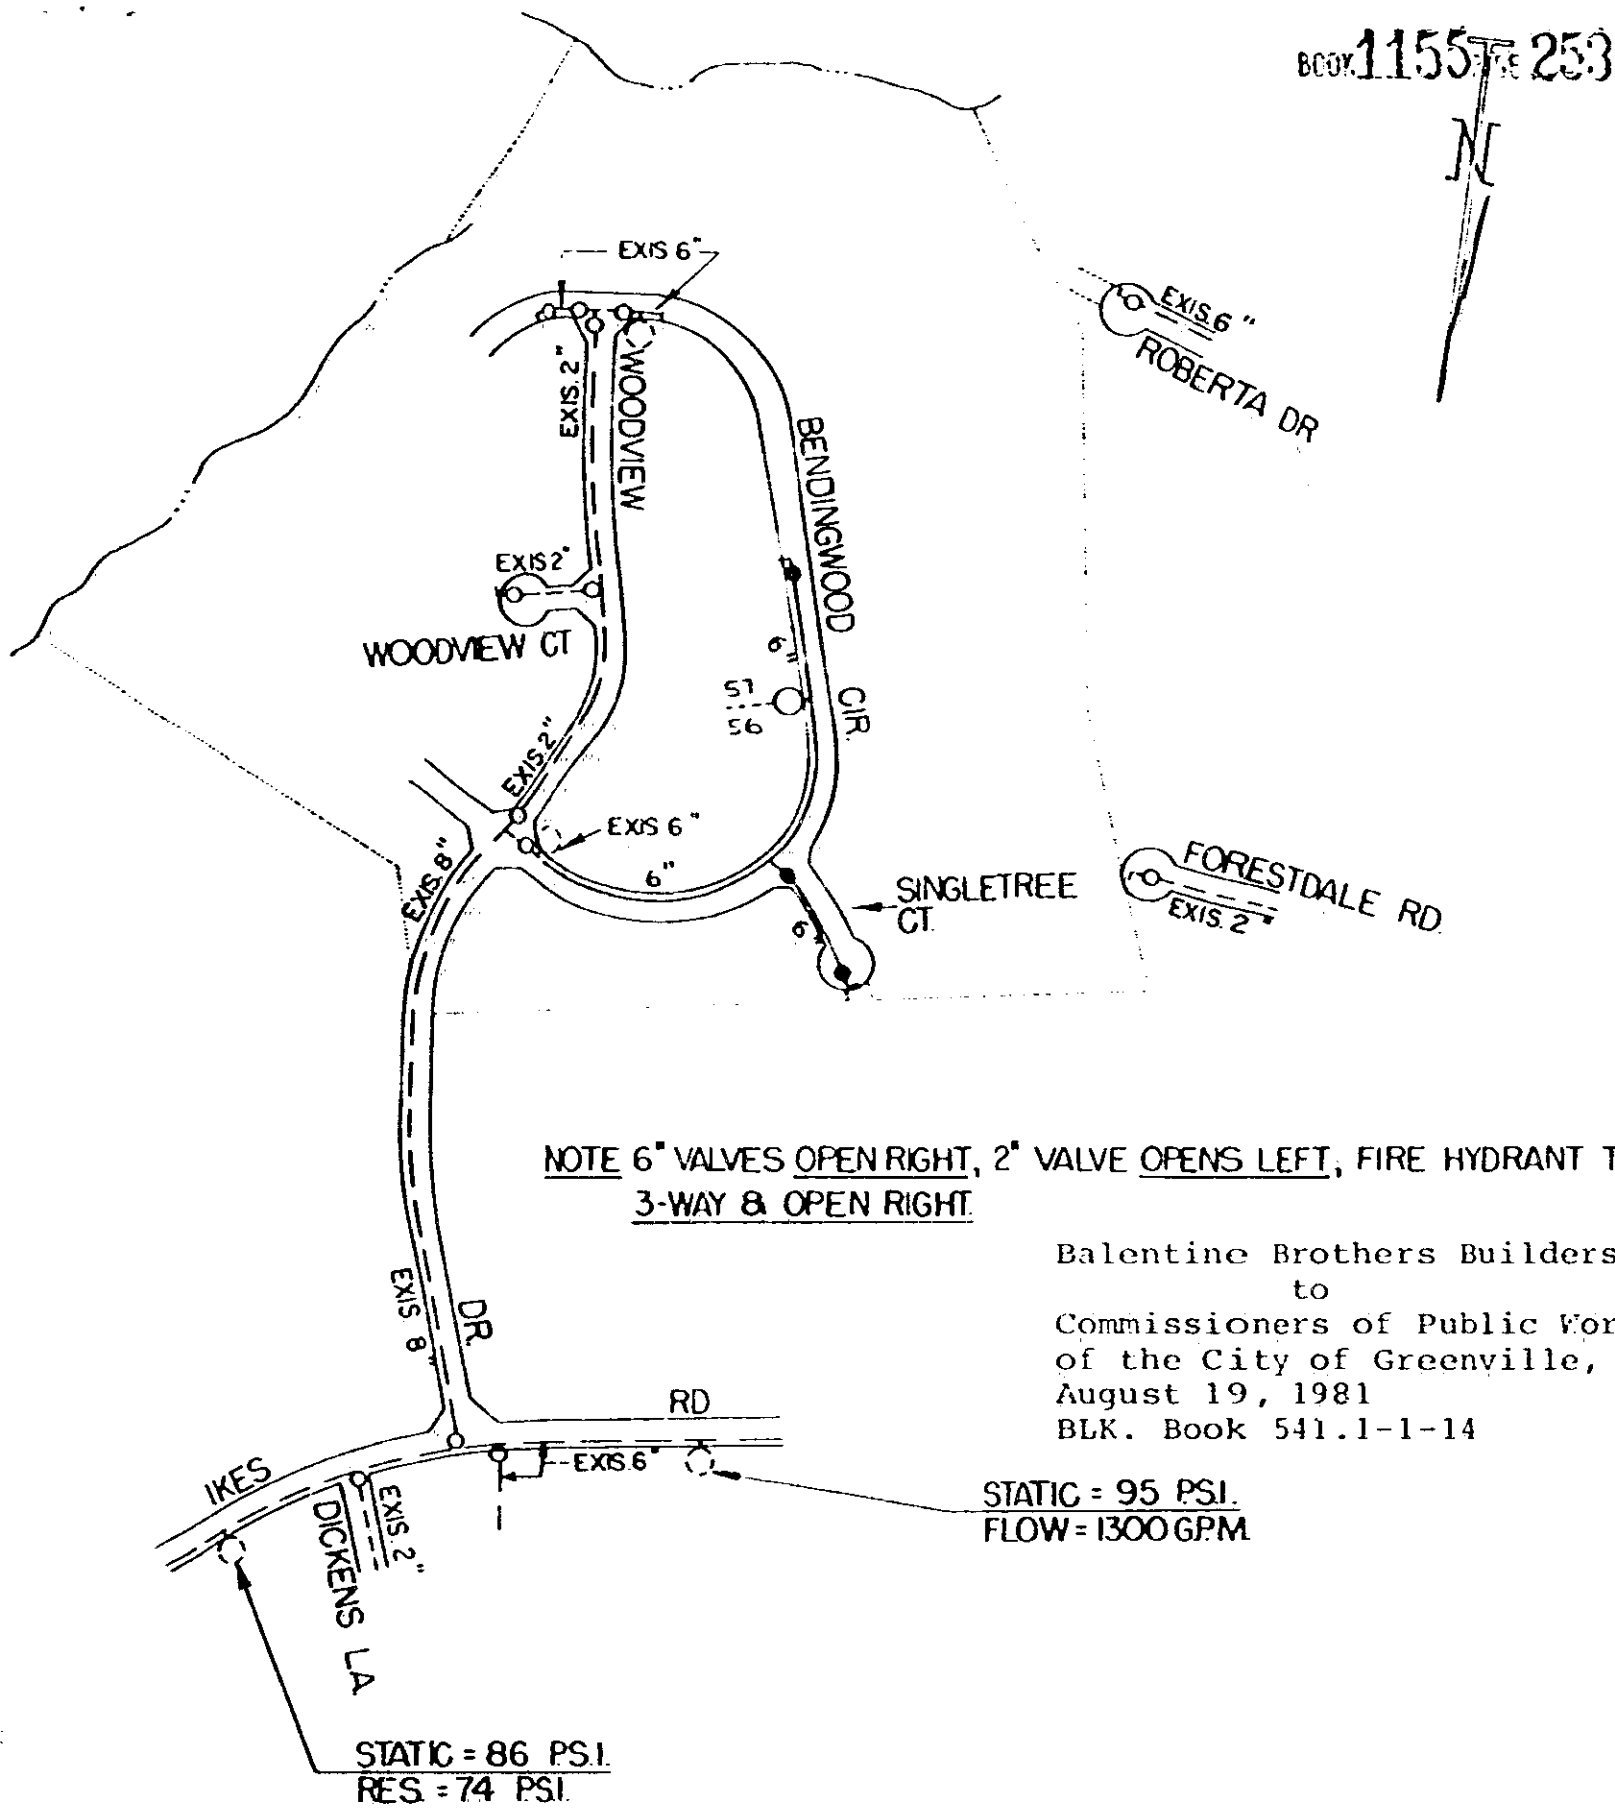 BOOK 1155 PAGE 253
N
EXIS 6"
EXIS. 6"
ROBERTA DR
EXIS. 2"
WOODVIEW
BENDINGWOOD
EXIS 2"
WOODVIEW CT
6"
57
56
CIR.
EXIS. 2"
EXIS 6"
EXIS. 8"
6"
SINGLETREE
CT.
6"
FORESTDALE RD.
EXIS. 2"
NOTE 6" VALVES OPEN RIGHT, 2" VALVE OPENS LEFT, FIRE HYDRANT T
3-WAY & OPEN RIGHT.
Balentine Brothers Builders
to
Commissioners of Public Wor
of the City of Greenville,
August 19, 1981
BLK. Book 541.1-1-14
EXIS 8"
DR.
RD
EXIS. 6"
IKES
EXIS. 2"
DICKENS LA.
STATIC = 95 P.S.I.
FLOW = 1300 G.P.M.
STATIC = 86 P.S.I.
RES. = 74 P.S.I.